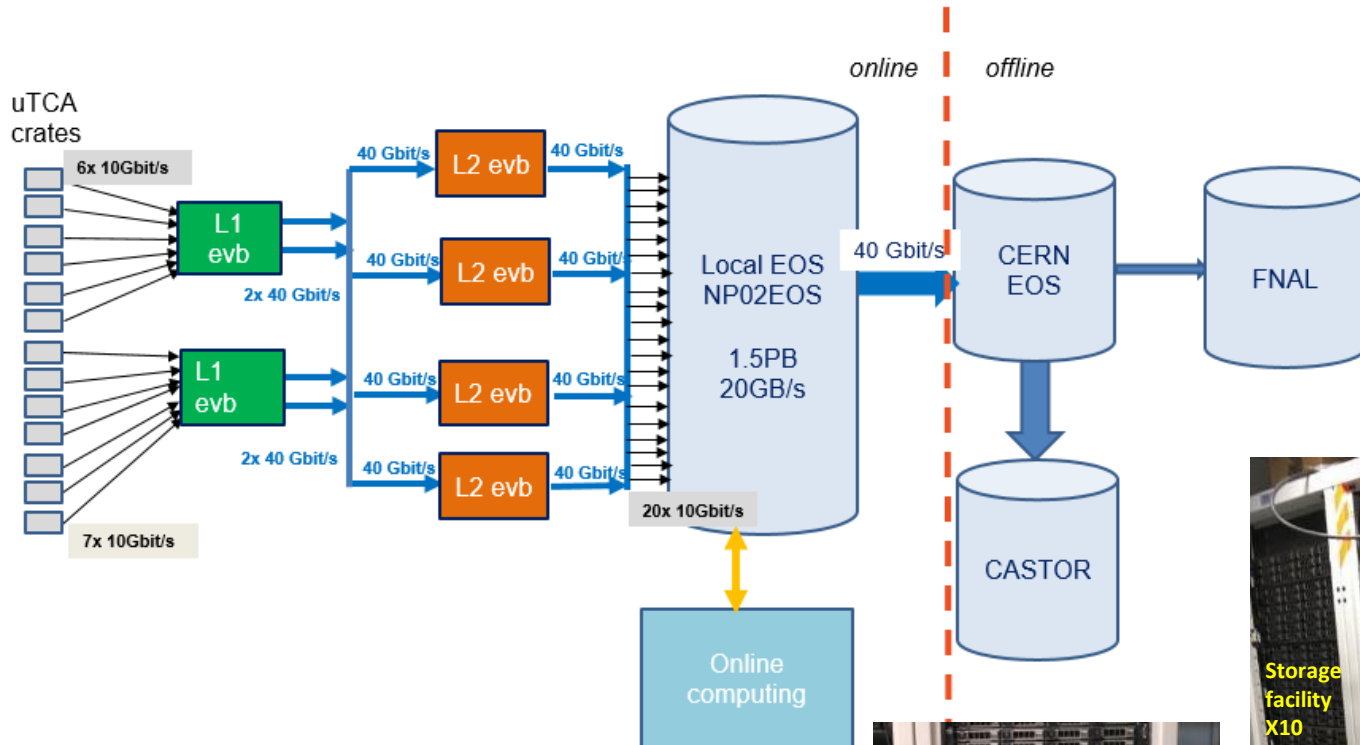 online
offline
uTCA
crates
6x 10Gbit/s
L1
evb
2x 40 Gbit/s
L1
evb
2x 40 Gbit/s
7x 10Gbit/s
40 Gbit/s
L2 evb
40 Gbit/s
40 Gbit/s
L2 evb
40 Gbit/s
40 Gbit/s
L2 evb
40 Gbit/s
40 Gbit/s
L2 evb
40 Gbit/s
20x 10Gbit/s
Local EOS
NP02EOS
1.5PB
20GB/s
40 Gbit/s
CERN
EOS
FNAL
CASTOR
Online
computing
Storage
facility
X10